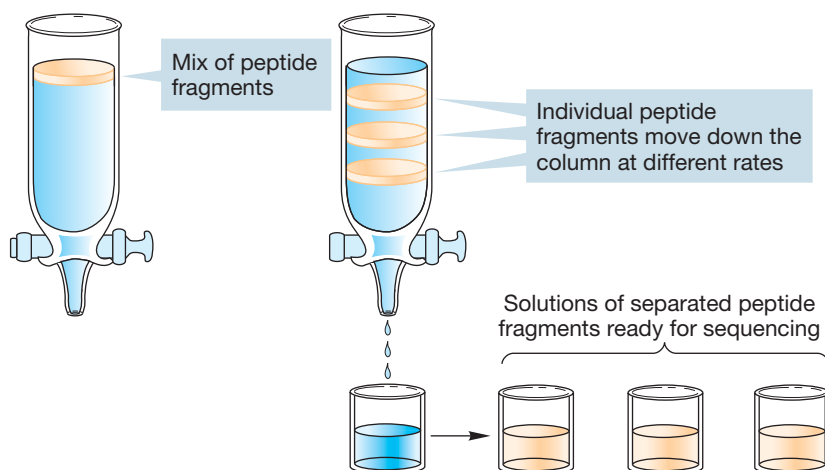 Mix of peptide
fragments
Individual peptide
fragments move down the
column at different rates
Solutions of separated peptide
fragments ready for sequencing